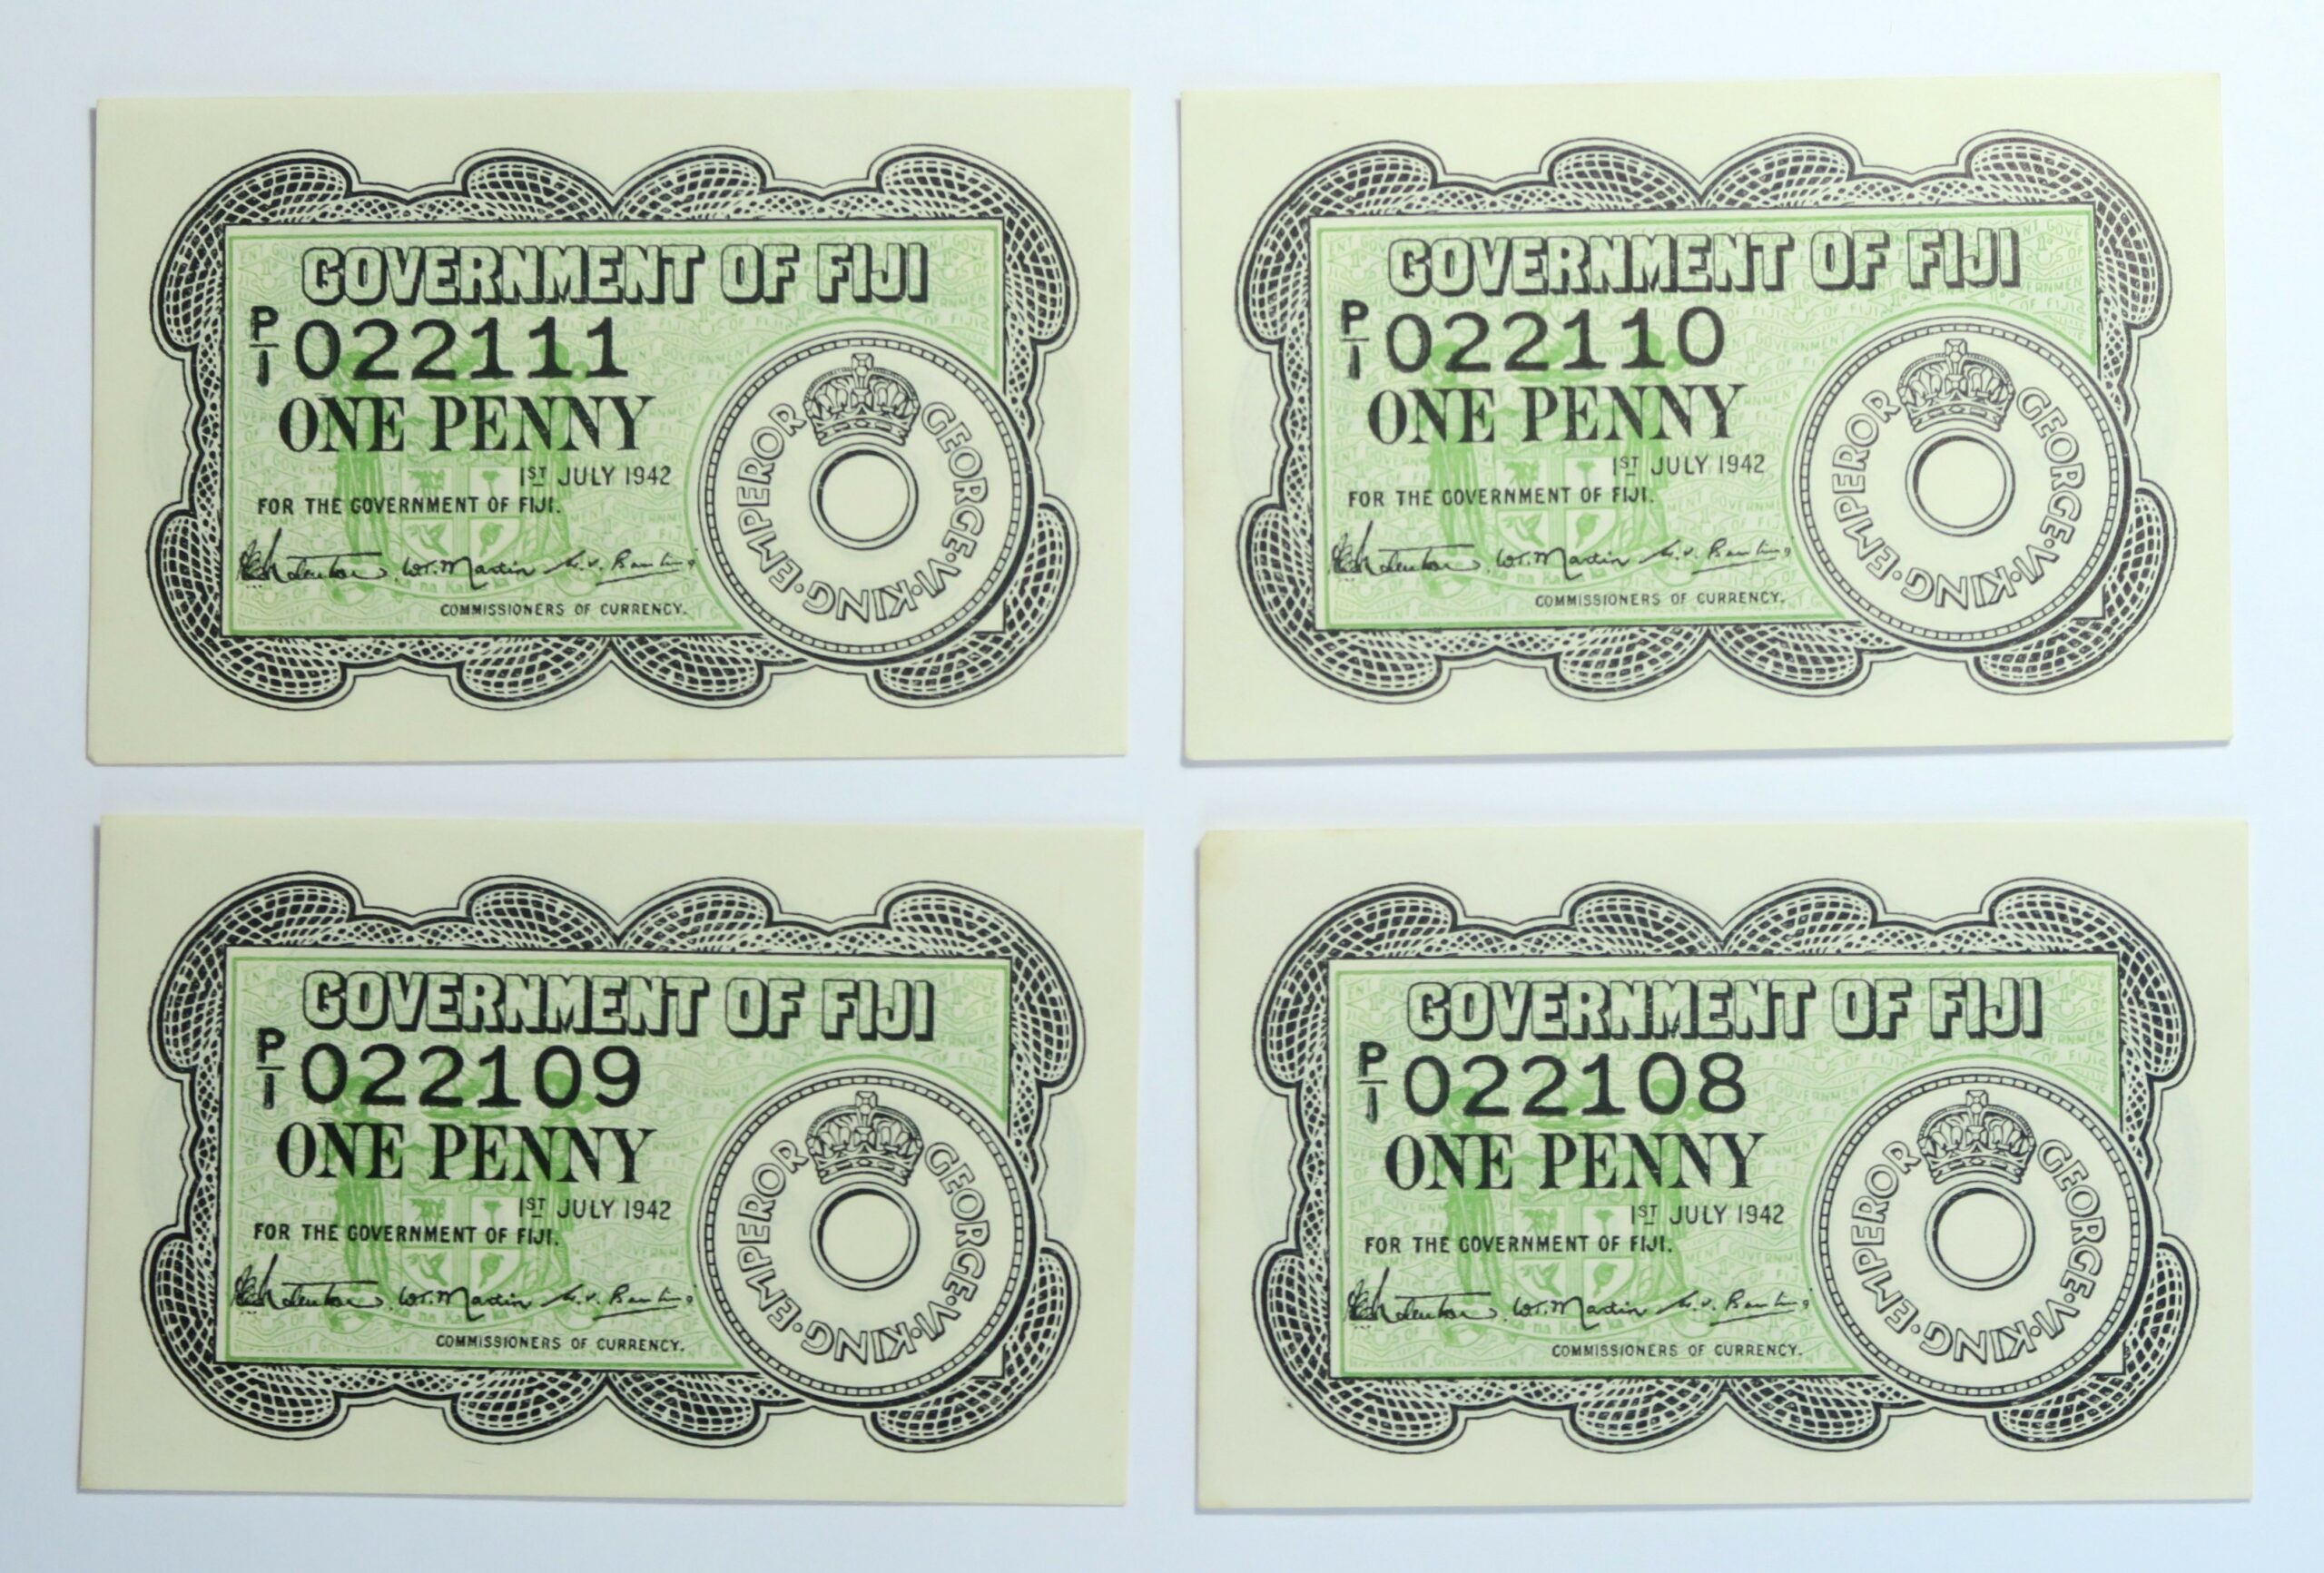 GOVERNMENT OF FIJI
P/1 022111
ONE PENNY
1ST JULY 1942
FOR THE GOVERNMENT OF FIJI.
W.T. Martin
COMMISSIONERS OF CURRENCY.
GEORGE·VI·KING·EMPEROR
GOVERNMENT OF FIJI
P/1 022110
ONE PENNY
1ST JULY 1942
FOR THE GOVERNMENT OF FIJI.
W.T. Martin
COMMISSIONERS OF CURRENCY.
GEORGE·VI·KING·EMPEROR
GOVERNMENT OF FIJI
P/1 022109
ONE PENNY
1ST JULY 1942
FOR THE GOVERNMENT OF FIJI.
W.T. Martin
COMMISSIONERS OF CURRENCY.
GEORGE·VI·KING·EMPEROR
GOVERNMENT OF FIJI
P/1 022108
ONE PENNY
1ST JULY 1942
FOR THE GOVERNMENT OF FIJI.
W.T. Martin
COMMISSIONERS OF CURRENCY.
GEORGE·VI·KING·EMPEROR